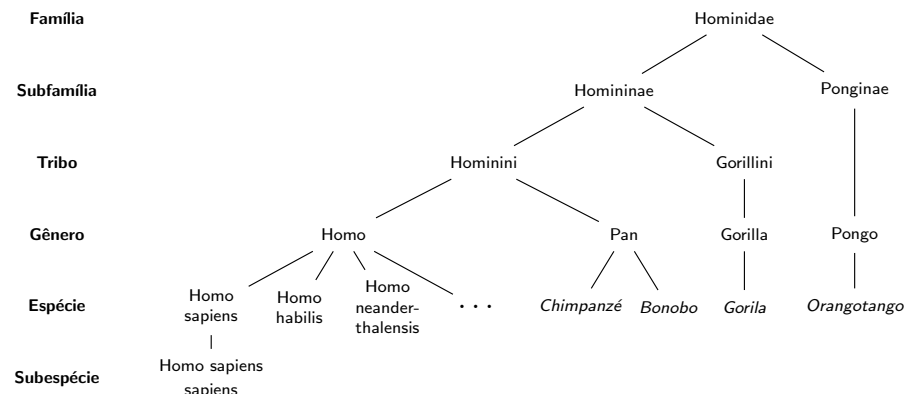 Família
Hominidae
Subfamília
Homininae
Ponginae
Tribo
Hominini
Gorillini
Gênero
Homo
Pan
Gorilla
Pongo
Espécie
Homo
sapiens
Homo
habilis
Homo
neander-
thalensis
. . .
Chimpanzé
Bonobo
Gorila
Orangotango
Subespécie
Homo sapiens
sapiens